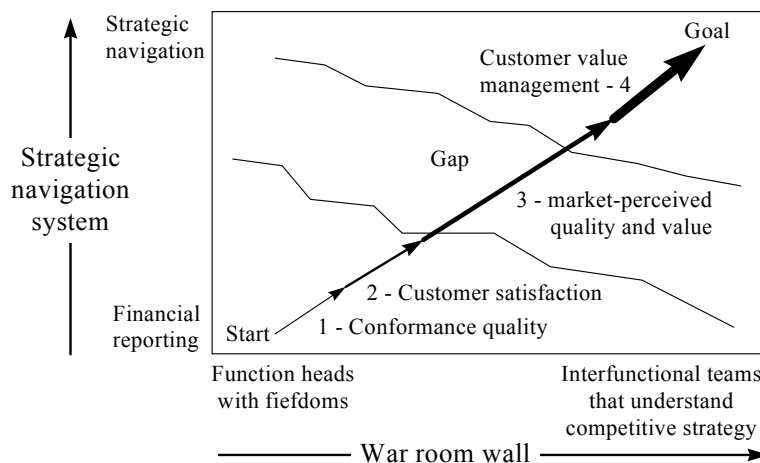 Strategic
navigation
Goal
Customer value
management - 4
Strategic
navigation
system
Gap
3 - market-perceived
quality and value
2 - Customer satisfaction
Financial
reporting
Start
1 - Conformance quality
Function heads
with fiefdoms
Interfunctional teams
that understand
competitive strategy
War room wall